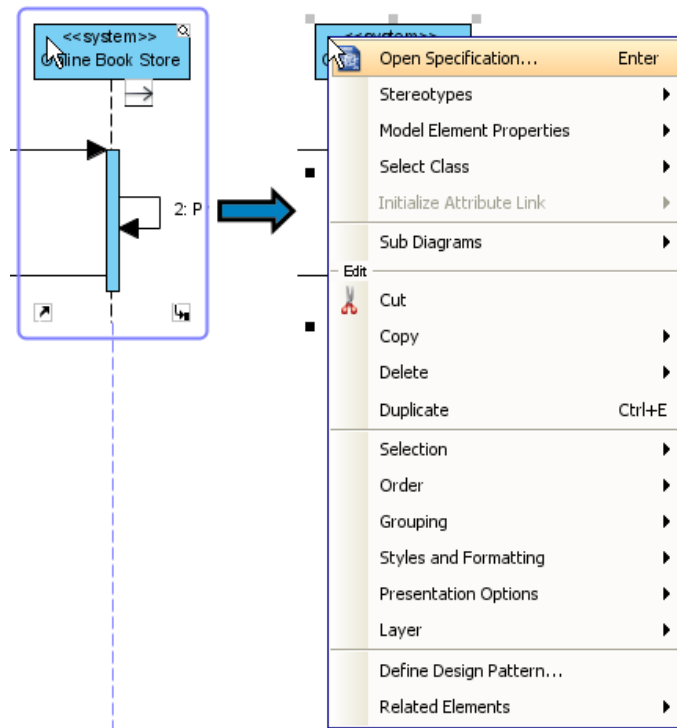 <<system>>
Online Book Store
2: P
<<system>>
Open Specification... Enter
Stereotypes
Model Element Properties
Select Class
Initialize Attribute Link
Sub Diagrams
Edit
Cut
Copy
Delete
Duplicate Ctrl+E
Selection
Order
Grouping
Styles and Formatting
Presentation Options
Layer
Define Design Pattern...
Related Elements